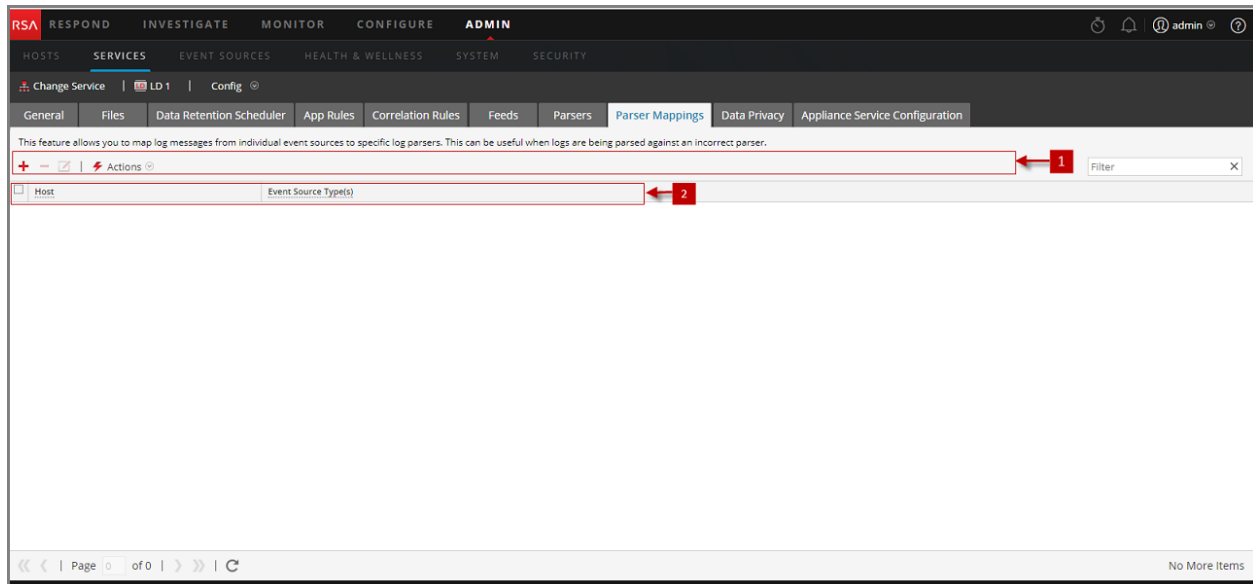 RSA RESPOND INVESTIGATE MONITOR CONFIGURE ADMIN admin ?
HOSTS SERVICES EVENT SOURCES HEALTH & WELLNESS SYSTEM SECURITY
Change Service | LD LD 1 | Config
General Files Data Retention Scheduler App Rules Correlation Rules Feeds Parsers Parser Mappings Data Privacy Appliance Service Configuration
This feature allows you to map log messages from individual event sources to specific log parsers. This can be useful when logs are being parsed against an incorrect parser.
| Actions 1 Filter X
Host Event Source Type(s) 2
| Page 0 of 0 | | No More Items